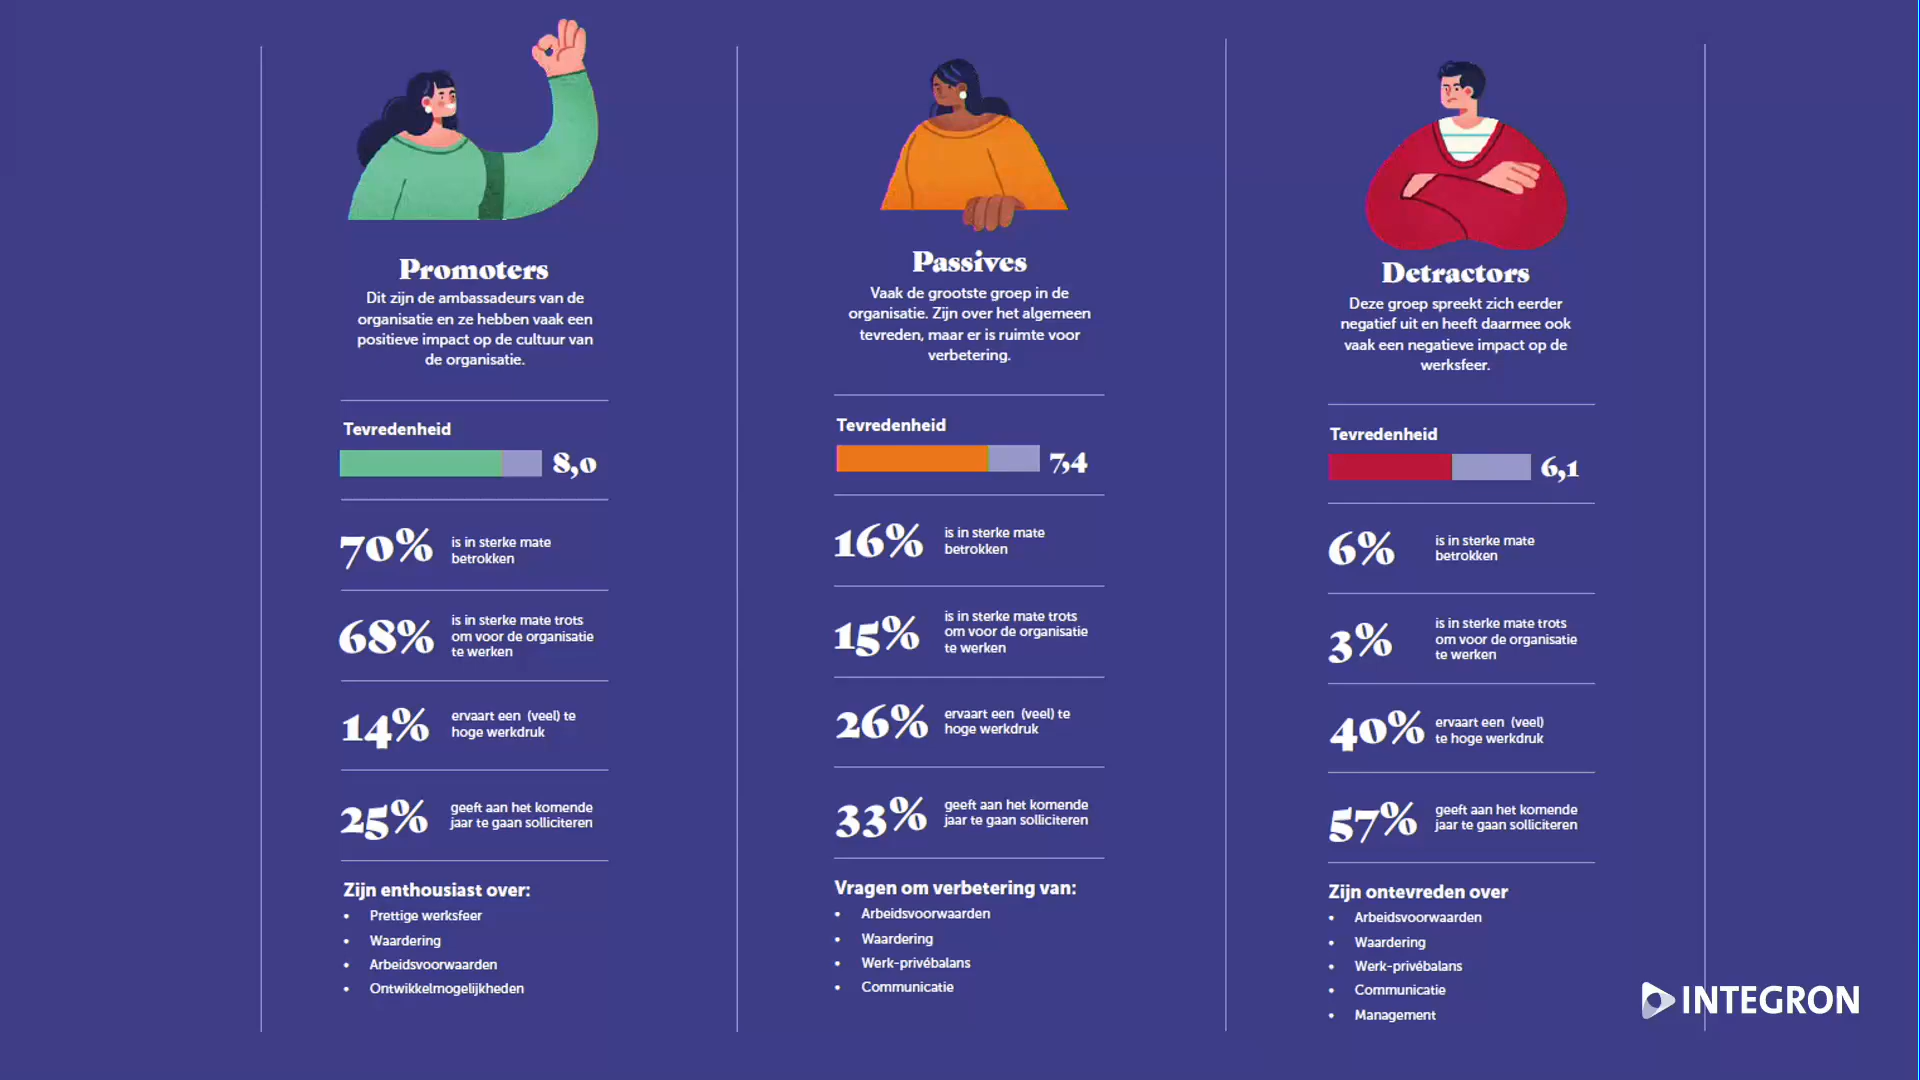 Promoters
Dit zijn de ambassadeurs van de
organisatie en ze hebben vaak een
positieve impact op de cultuur van
de organisatie.
Tevredenheid
8,0
70%
is in sterke mate
betrokken
68%
is in sterke mate trots
om voor de organisatie
te werken
14%
ervaart een (veel) te
hoge werkdruk
25%
geeft aan het komende
jaar te gaan solliciteren
Zijn enthousiast over:
• Prettige werksfeer
• Waardering
• Arbeidsvoorwaarden
• Ontwikkelmogelijkheden
Passives
Vaak de grootste groep in de
organisatie. Zijn over het algemeen
tevreden, maar er is ruimte voor
verbetering.
Tevredenheid
7,4
16%
is in sterke mate
betrokken
15%
is in sterke mate trots
om voor de organisatie
te werken
26%
ervaart een (veel) te
hoge werkdruk
33%
geeft aan het komende
jaar te gaan solliciteren
Vragen om verbetering van:
• Arbeidsvoorwaarden
• Waardering
• Werk-privébalans
• Communicatie
Detractors
Deze groep spreekt zich eerder
negatief uit en heeft daarmee ook
vaak een negatieve impact op de
werksfeer.
Tevredenheid
6,1
6%
is in sterke mate
betrokken
3%
is in sterke mate trots
om voor de organisatie
te werken
40%
ervaart een (veel)
te hoge werkdruk
57%
geeft aan het komende
jaar te gaan solliciteren
Zijn ontevreden over
• Arbeidsvoorwaarden
• Waardering
• Werk-privébalans
• Communicatie
• Management
INTEGRON